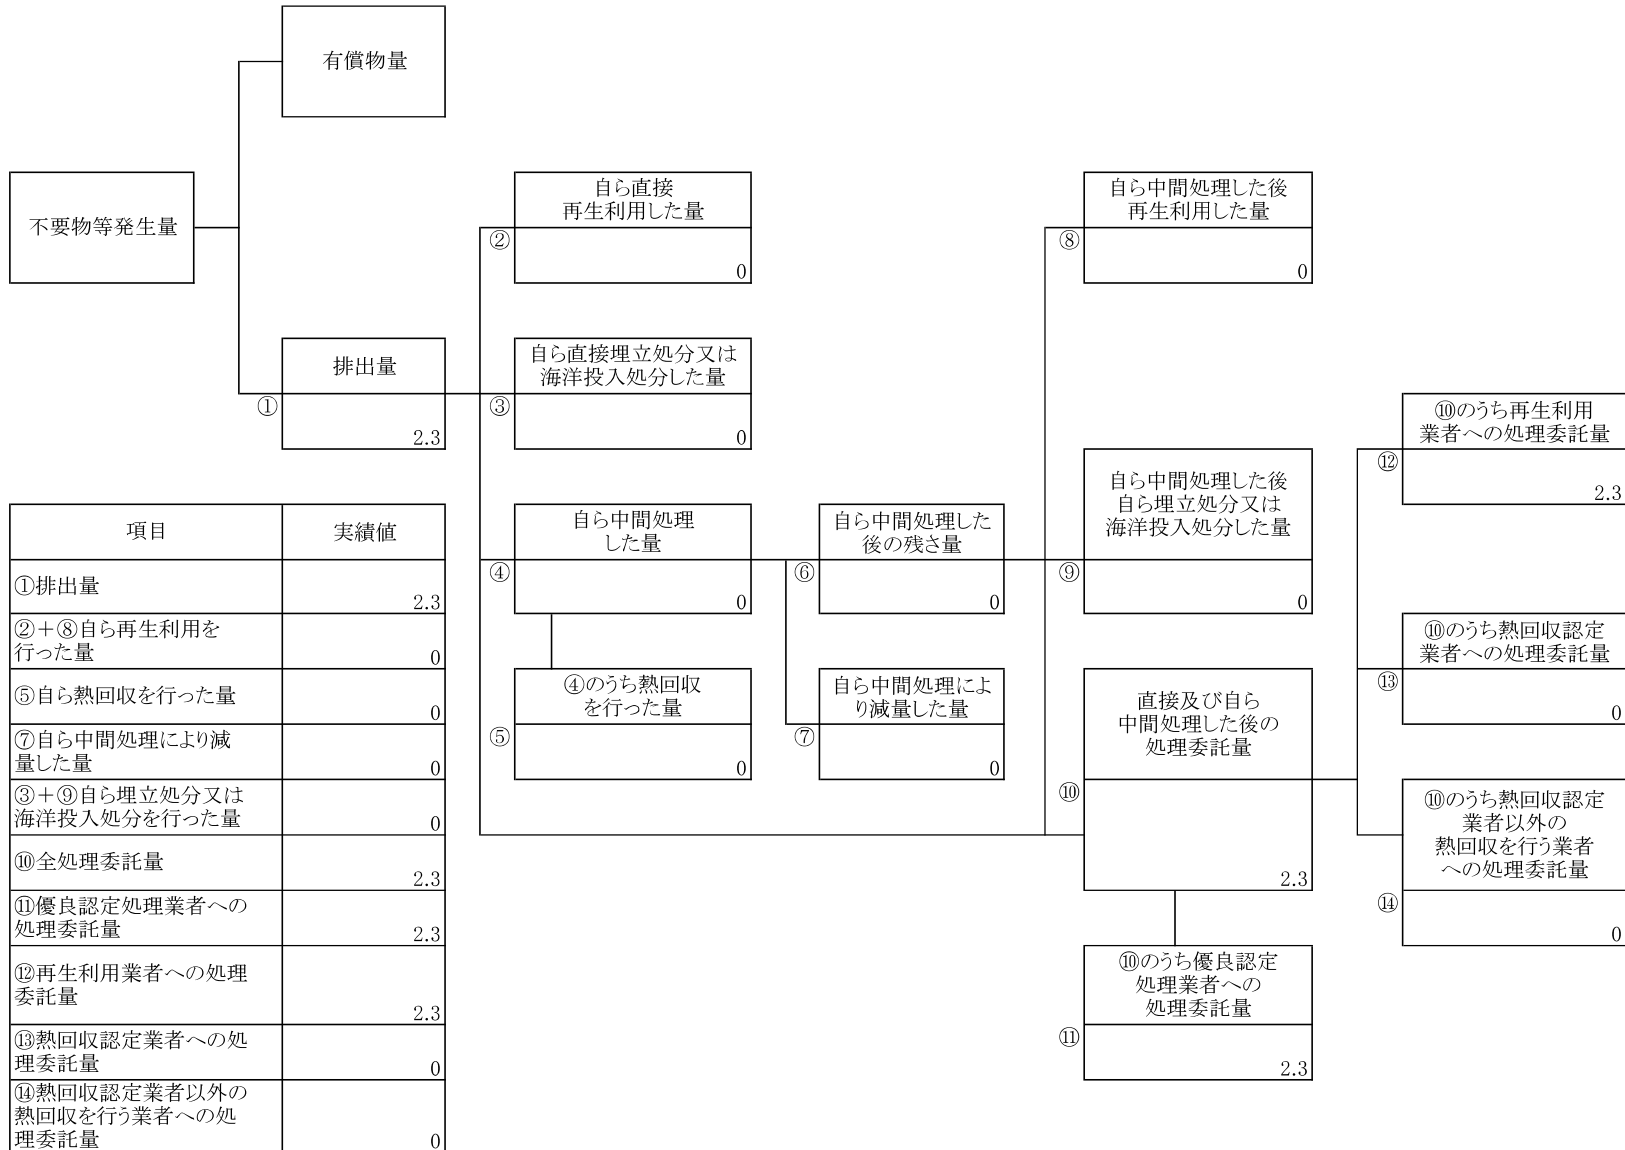 有償物量
不要物等発生量
排出量
①
2.3
自ら直接
再生利用した量
②
0
自ら直接埋立処分又は
海洋投入処分した量
③
0
自ら中間処理
した量
④
0
④のうち熱回収
を行った量
⑤
0
自ら中間処理した
後の残さ量
⑥
0
自ら中間処理によ
り減量した量
⑦
0
自ら中間処理した後
再生利用した量
⑧
0
自ら中間処理した後
自ら埋立処分又は
海洋投入処分した量
⑨
0
直接及び自ら
中間処理した後の
処理委託量
⑩
2.3
⑩のうち優良認定
処理業者への
処理委託量
⑪
2.3
⑩のうち再生利用
業者への処理委託量
⑫
2.3
⑩のうち熱回収認定
業者への処理委託量
⑬
0
⑩のうち熱回収認定
業者以外の
熱回収を行う業者
への処理委託量
⑭
0
項目 実績値
①排出量
2.3
②＋⑧自ら再生利用を
行った量
0
⑤自ら熱回収を行った量
0
⑦自ら中間処理により減
量した量
0
③＋⑨自ら埋立処分又は
海洋投入処分を行った量
0
⑩全処理委託量
2.3
⑪優良認定処理業者への
処理委託量
2.3
⑫再生利用業者への処理
委託量
2.3
⑬熱回収認定業者への処
理委託量
0
⑭熱回収認定業者以外の
熱回収を行う業者への処
理委託量
0